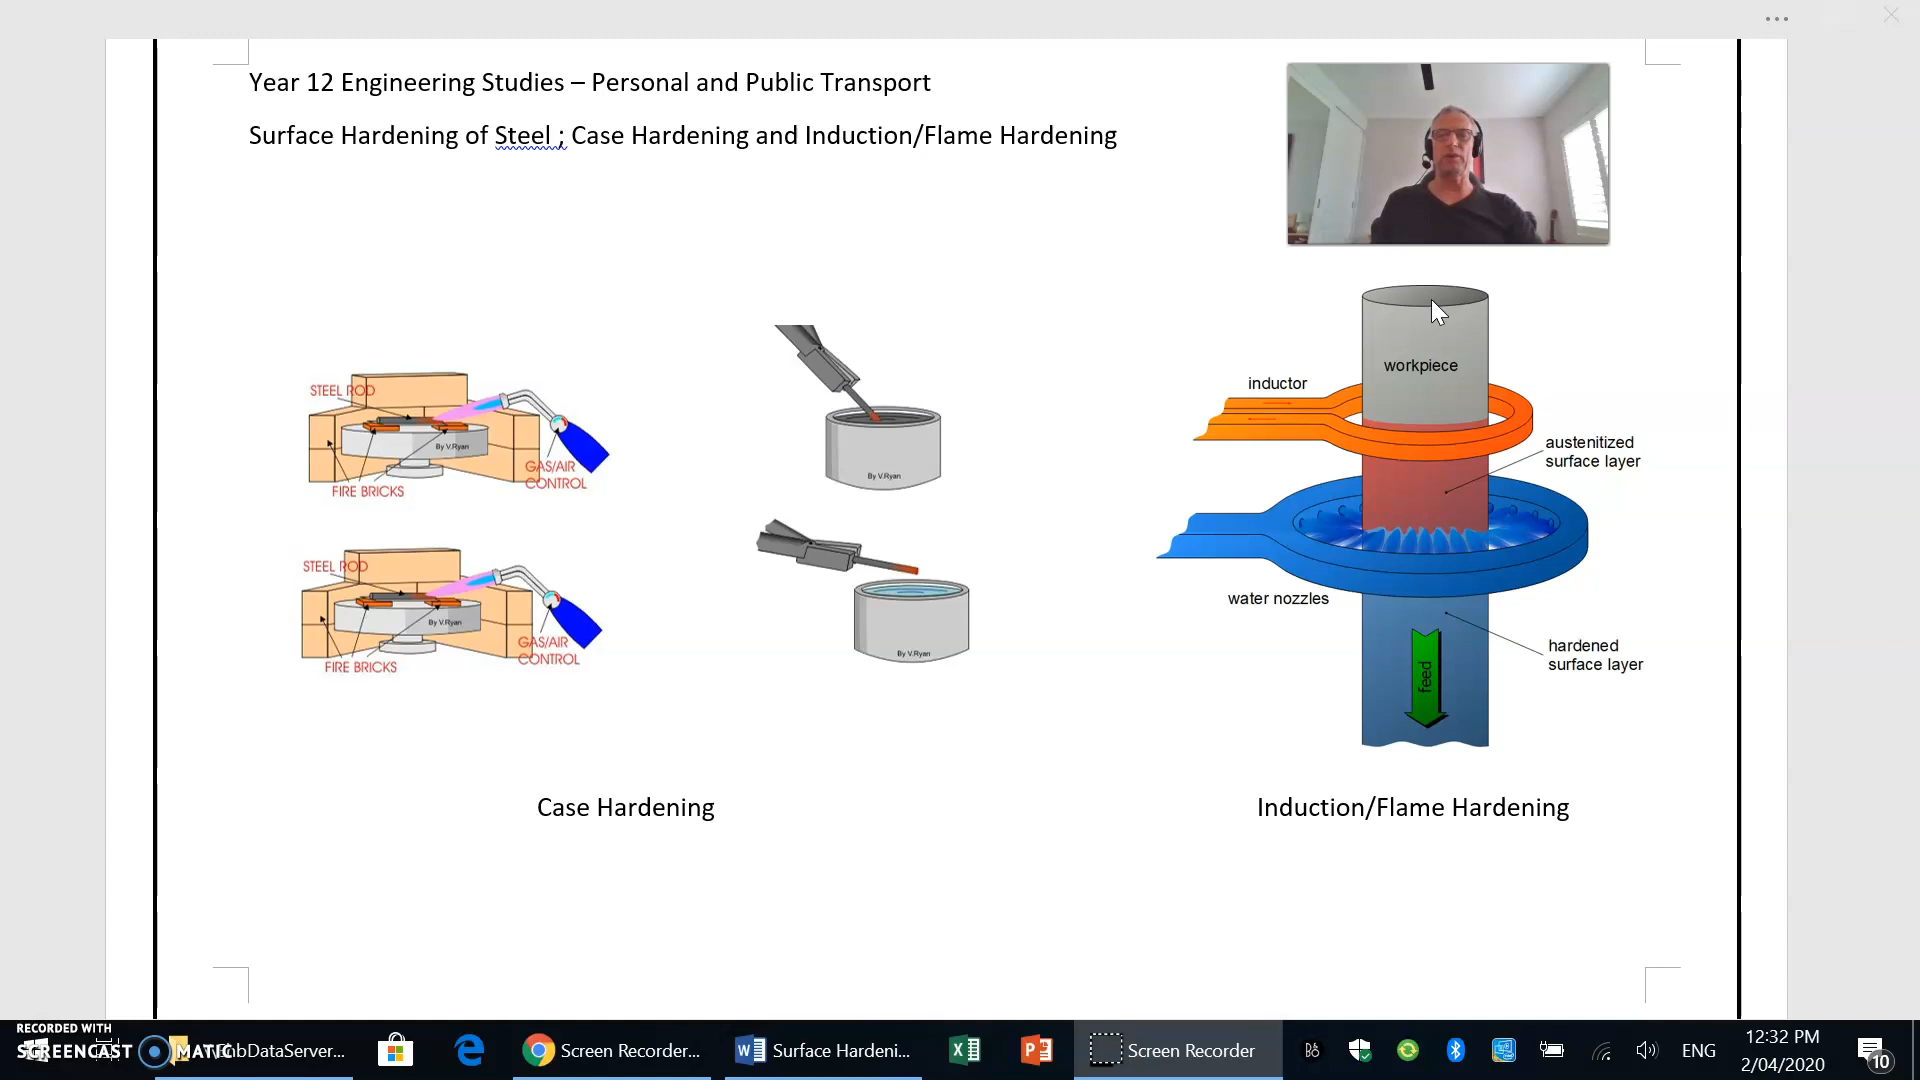 Year 12 Engineering Studies – Personal and Public Transport
Surface Hardening of Steel ; Case Hardening and Induction/Flame Hardening
STEEL ROD
By V.Ryan
GAS/AIR
CONTROL
FIRE BRICKS
By V.Ryan
STEEL ROD
By V.Ryan
GAS/AIR
CONTROL
FIRE BRICKS
By V.Ryan
workpiece
inductor
austenitized
surface layer
water nozzles
hardened
surface layer
feed
Case Hardening
Induction/Flame Hardening
RECORDED WITH
SCREENCAST MATIC
Screen Recorder...
Surface Hardeni...
Screen Recorder
ENG
12:32 PM
2/04/2020
10